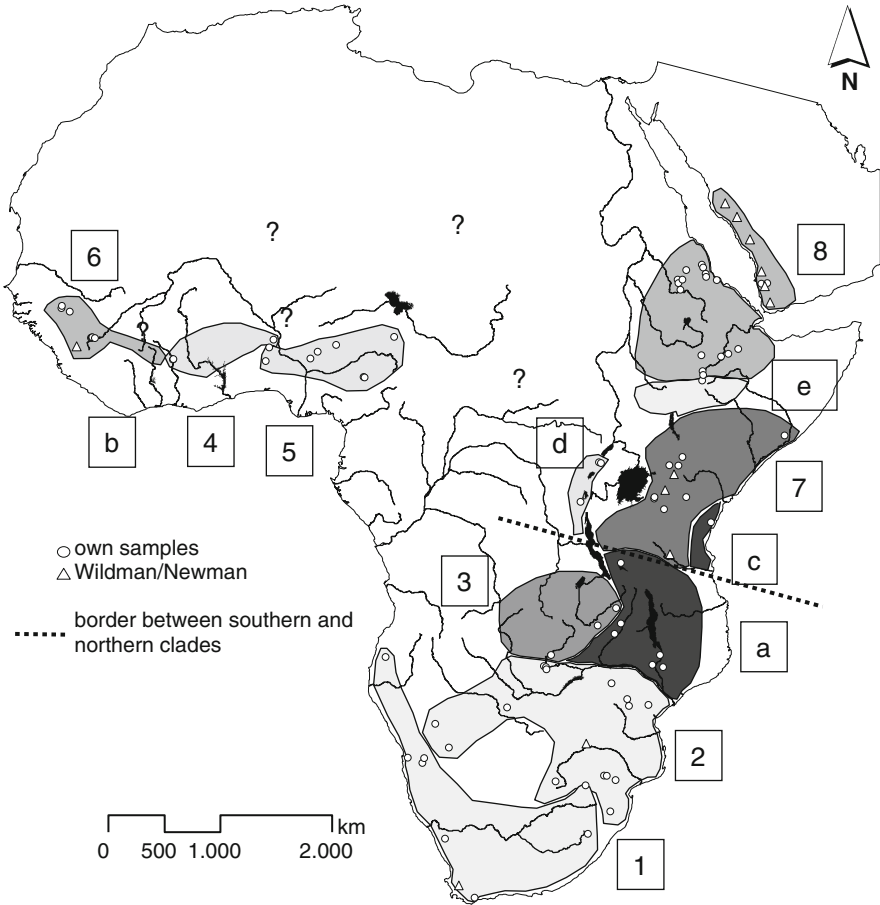 N
?
?
6
8
?
?
e
b
4
5
d
?
7
○ own samples
△ Wildman/Newman
c
3
border between southern and
northern clades
a
2
km
0 500 1.000 2.000
1